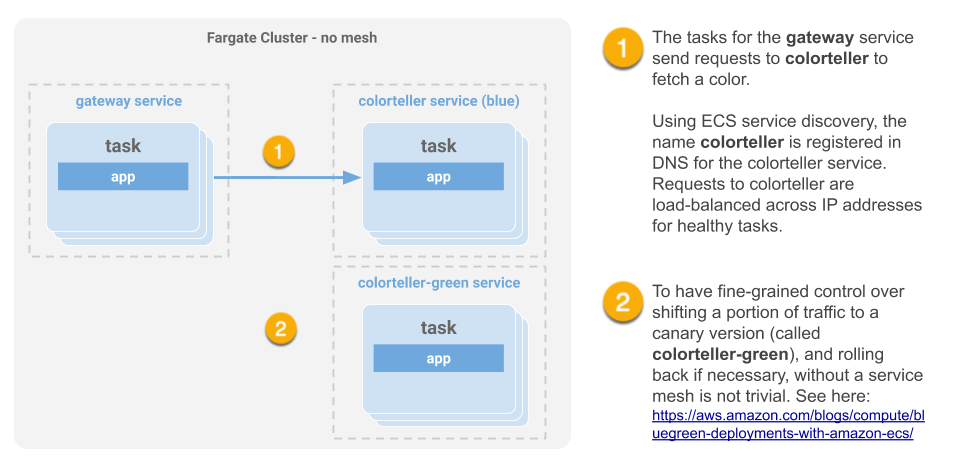 Fargate Cluster - no mesh
gateway service
task
app
1
colorteller service (blue)
task
app
colorteller-green service
2
task
app
1
The tasks for the gateway service
send requests to colorteller to
fetch a color.
Using ECS service discovery, the
name colorteller is registered in
DNS for the colorteller service.
Requests to colorteller are
load-balanced across IP addresses
for healthy tasks.
2
To have fine-grained control over
shifting a portion of traffic to a
canary version (called
colorteller-green), and rolling
back if necessary, without a service
mesh is not trivial. See here:
https://aws.amazon.com/blogs/compute/bl
uegreen-deployments-with-amazon-ecs/